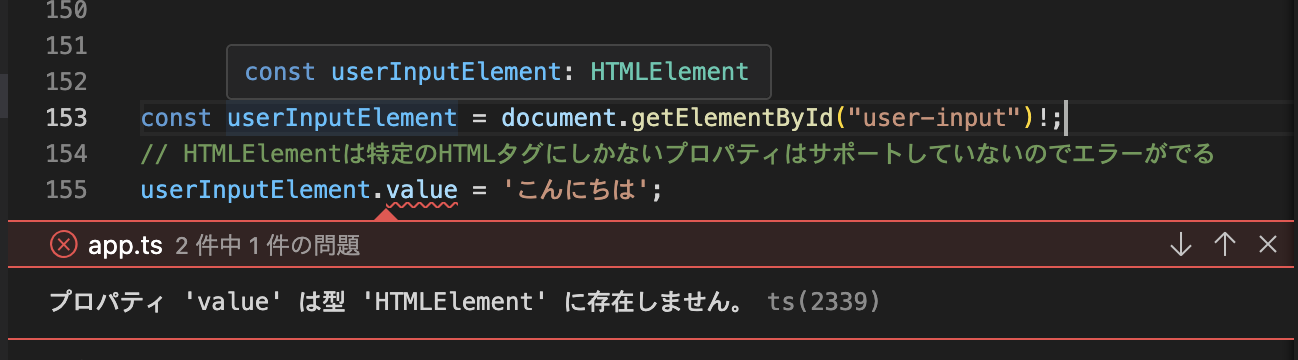 150
151
152
const userInputElement: HTMLElement
153 const userInputElement = document.getElementById("user-input")!;
154 // HTMLElementは特定のHTMLタグにしかないプロパティはサポートしていないのでエラーがでる
155 userInputElement.value = 'こんにちは';
app.ts 2 件中 1 件の問題
プロパティ 'value' は型 'HTMLElement' に存在しません。 ts(2339)